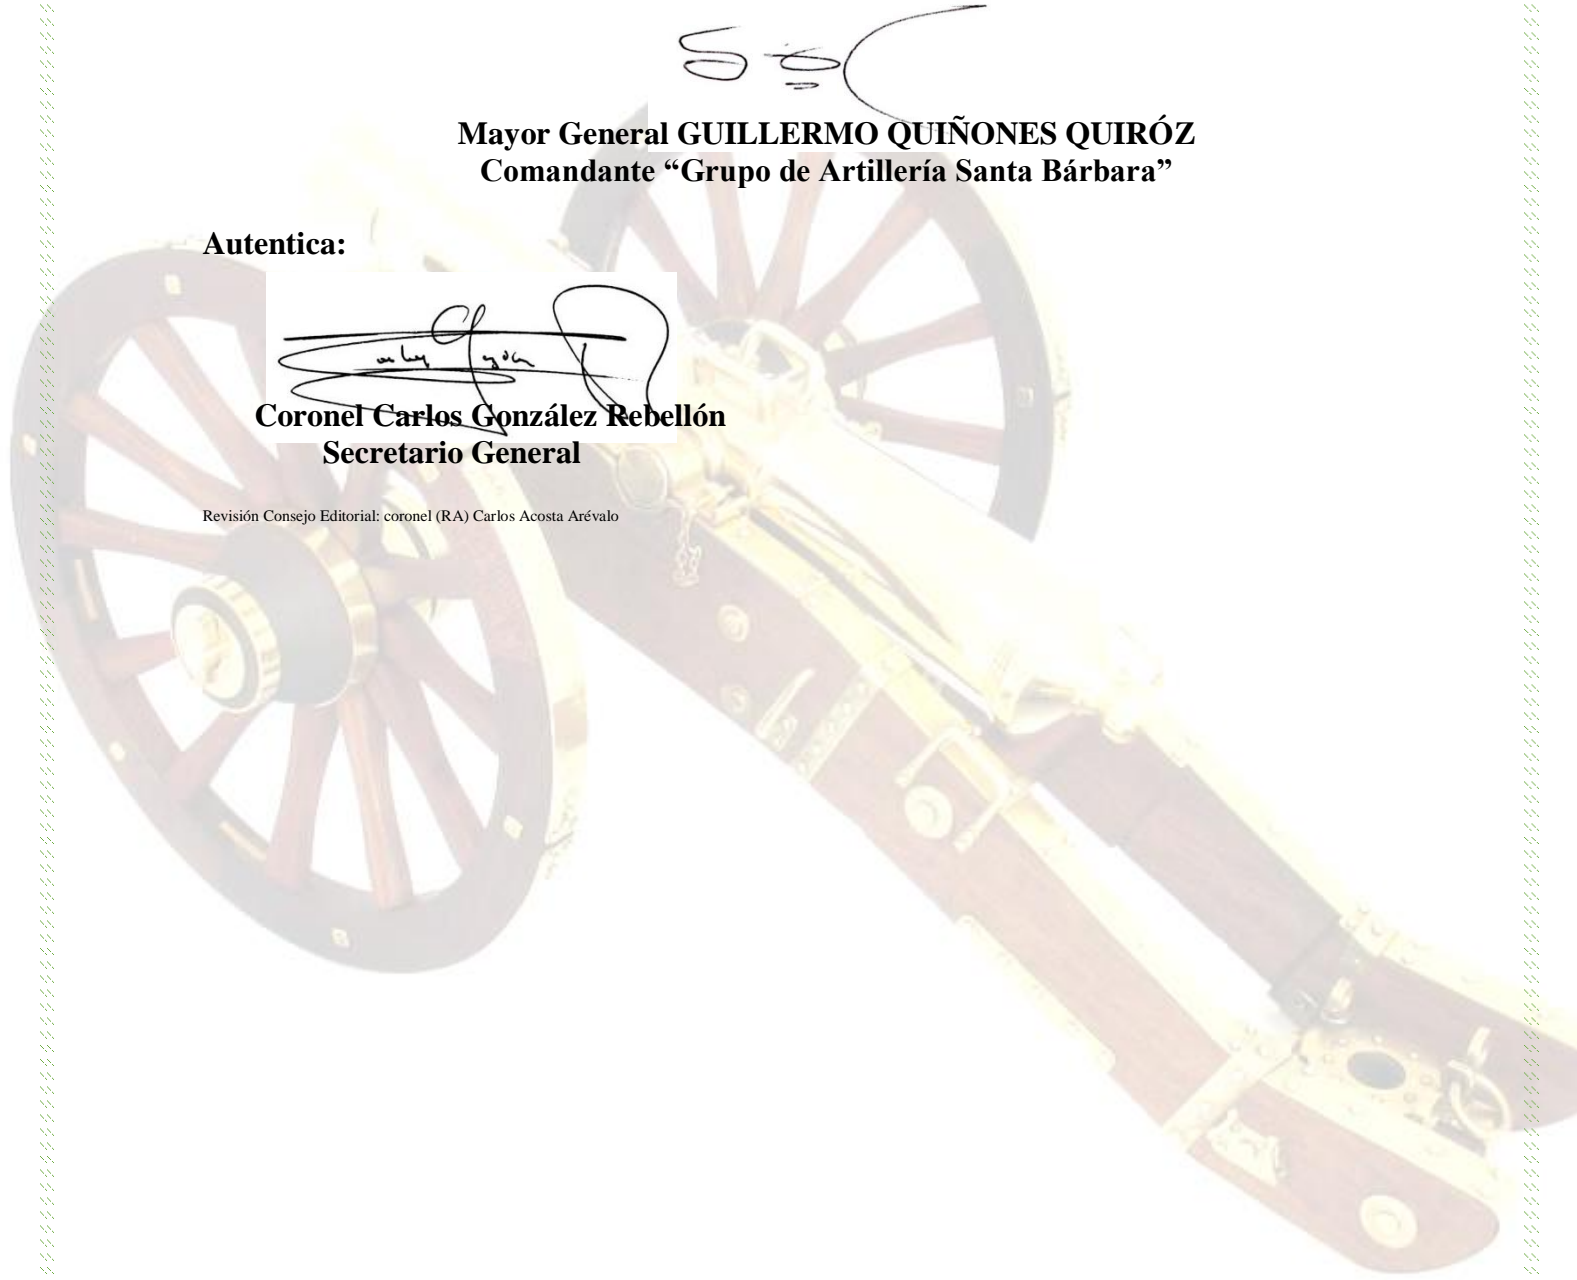 Mayor General GUILLERMO QUIÑONES QUIRÓZ
Comandante “Grupo de Artillería Santa Bárbara”
Autentica:
Coronel Carlos González Rebellón
Secretario General
Revisión Consejo Editorial: coronel (RA) Carlos Acosta Arévalo